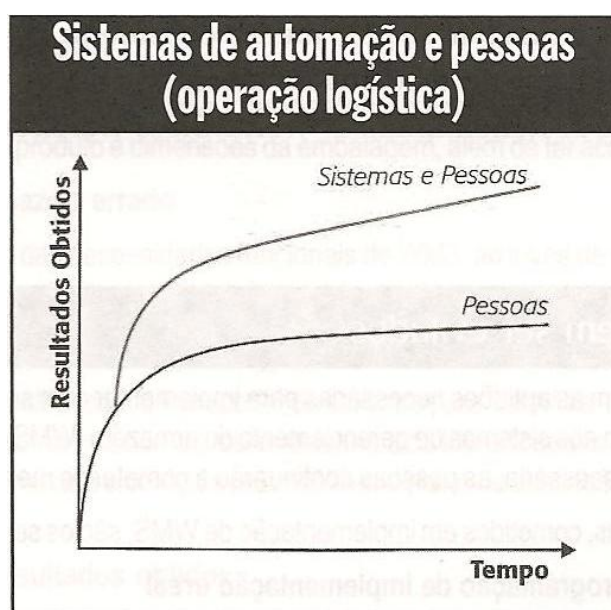 Sistemas de automação e pessoas
(operação logística)
Sistemas e Pessoas
Resultados Obtidos
Pessoas
Tempo